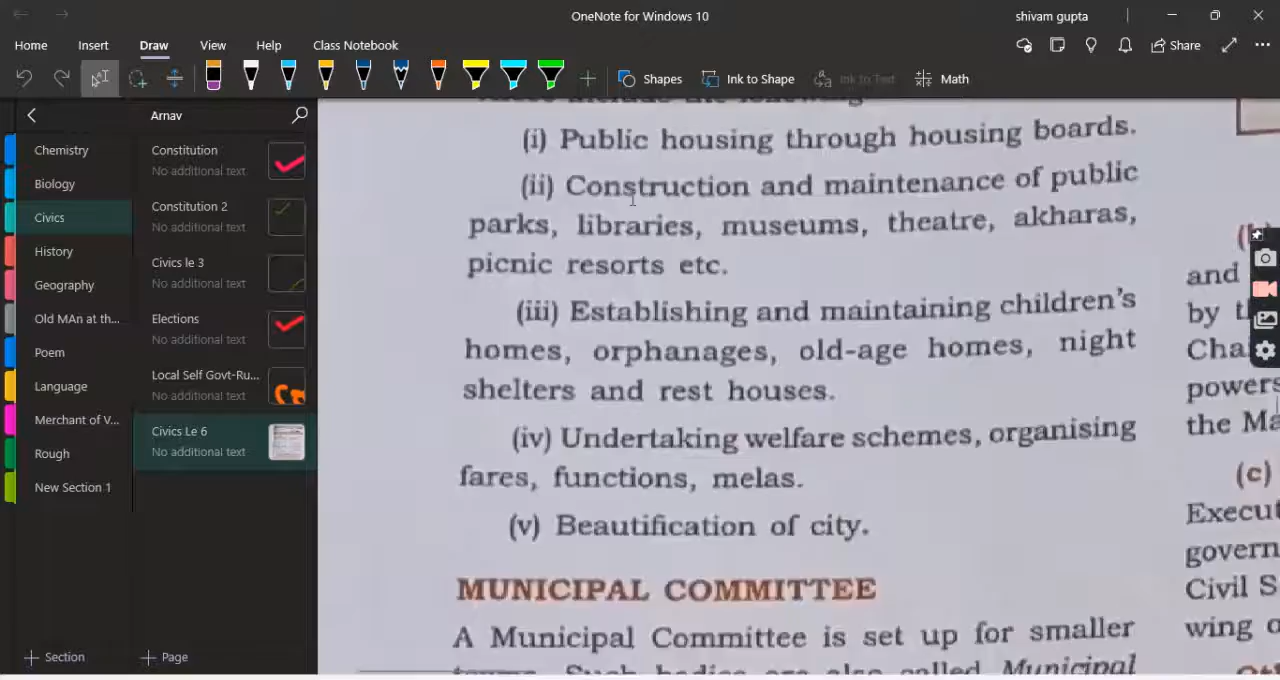 OneNote for Windows 10
shivam gupta
Home
Insert
Draw
View
Help
Class Notebook
Share
Shapes
Ink to Shape
Ink to Text
Math
Arnav
Chemistry
Biology
Civics
History
Geography
Old MAn at th...
Poem
Language
Merchant of V...
Rough
New Section 1
Section
Constitution
No additional text
Constitution 2
No additional text
Civics le 3
No additional text
Elections
No additional text
Local Self Govt-Ru...
No additional text
Civics Le 6
No additional text
Page
(i) Public housing through housing boards.
(ii) Construction and maintenance of public
parks, libraries, museums, theatre, akharas,
picnic resorts etc.
(iii) Establishing and maintaining children's
homes, orphanages, old-age homes, night
shelters and rest houses.
(iv) Undertaking welfare schemes, organising
fares, functions, melas.
(v) Beautification of city.
MUNICIPAL COMMITTEE
A Municipal Committee is set up for smaller
Such bodies are also called Municipal
and
by t
Cha
powers
the Ma
(c)
Execut
govern
Civil S
wing o